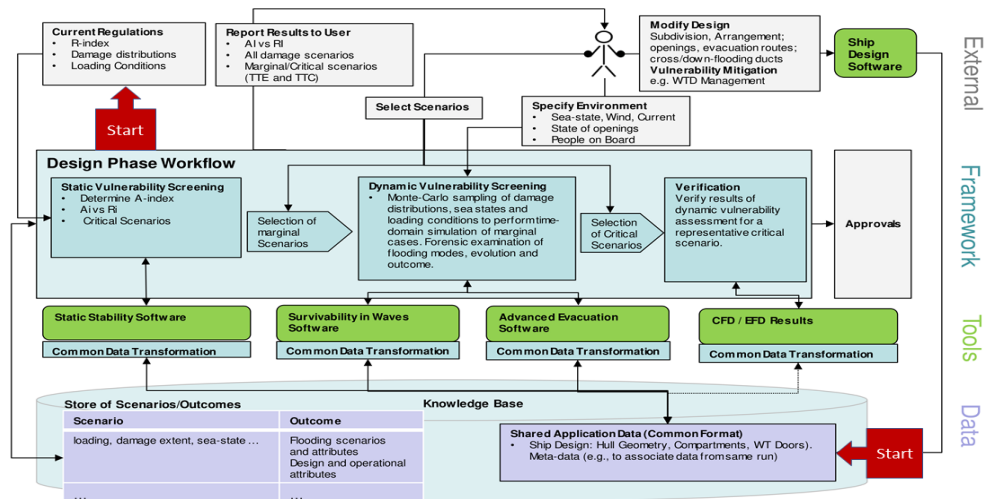 Current Regulations
• R-index
• Damage distributions
• Loading Conditions
Report Results to User
• AI vs RI
• All damage scenarios
• Marginal/Critical scenarios
(TTE and TTC)
Modify Design
Subdivision, Arrangement;
openings, evacuation routes;
cross/down-flooding ducts
Vulnerability Mitigation
e.g. WTD Management
Ship
Design
Software
External
Select Scenarios
Specify Environment
• Sea-state, Wind, Current
• State of openings
• People on Board
Start
Design Phase Workflow
Static Vulnerability Screening
• Determine A-index
• Ai vs Ri
• Critical Scenarios
Selection of
marginal
Scenarios
Dynamic Vulnerability Screening
• Monte-Carlo sampling of damage
distributions, sea states and
loading conditions to perform time-
domain simulation of marginal
cases. Forensic examination of
flooding modes, evolution and
outcome.
Selection
of Critical
Scenarios
Verification
Verify results of
dynamic vulnerability
assessment for a
representative critical
scenario.
Approvals
Framework
Static Stability Software
Common Data Transformation
Survivability in Waves
Software
Common Data Transformation
Advanced Evacuation
Software
Common Data Transformation
CFD / EFD Results
Common Data Transformation
Tools
Store of Scenarios/Outcomes
Knowledge Base
Scenario
Outcome
loading, damage extent, sea-state ...
Flooding scenarios
and attributes
Design and operational
attributes
...
...
Shared Application Data (Common Format)
• Ship Design: Hull Geometry, Compartments, WT Doors).
Meta-data (e.g., to associate data from same run)
Start
Data